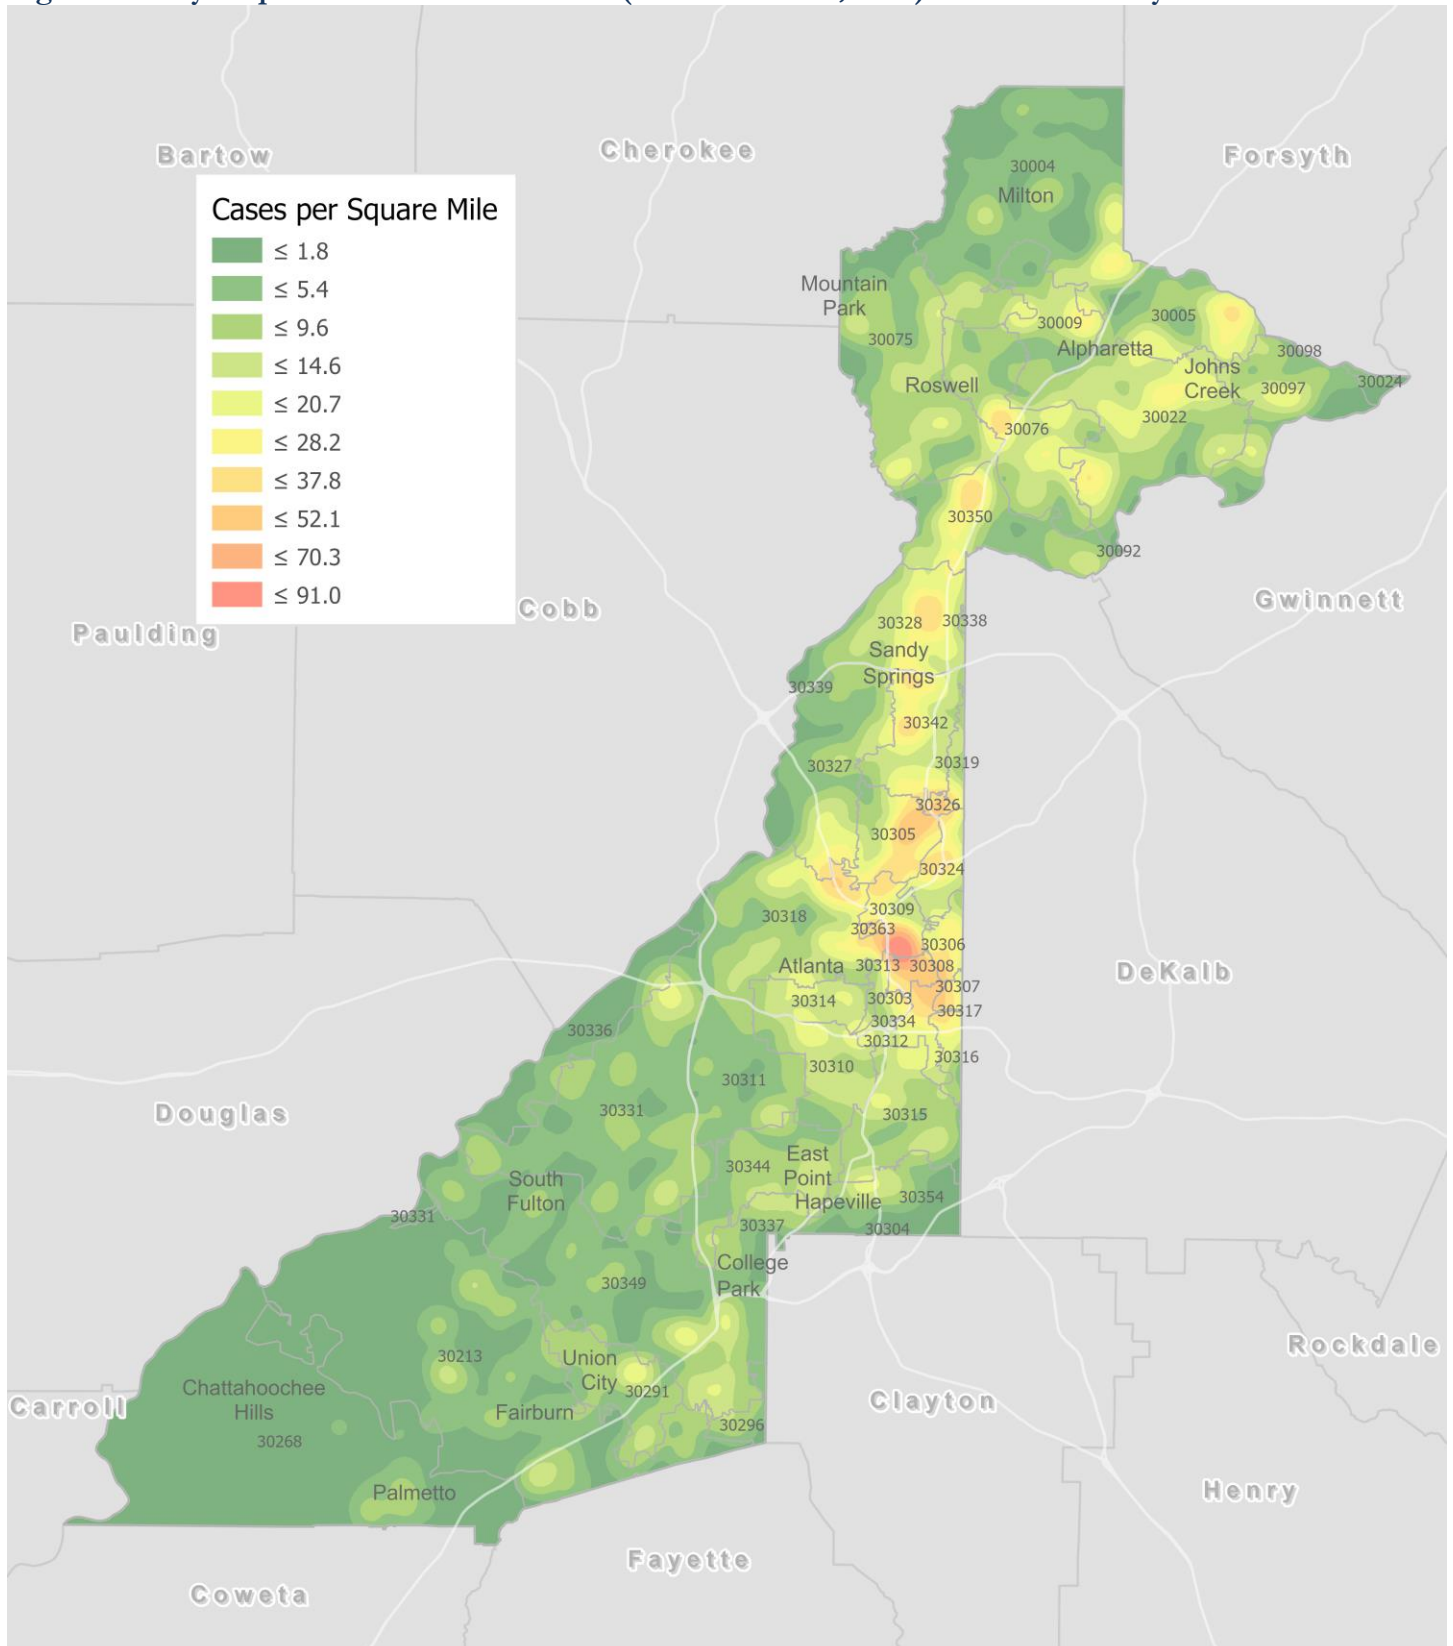 Bartow
Cherokee
Forsyth
Cases per Square Mile
≤ 1.8
≤ 5.4
≤ 9.6
≤ 14.6
≤ 20.7
≤ 28.2
≤ 37.8
≤ 52.1
≤ 70.3
≤ 91.0
30004
Milton
Mountain
Park
30075
30009
30005
Alpharetta
30098
Johns
Creek
30097
30024
Roswell
30022
30076
30350
30092
Cobb
Paulding
Gwinnett
30328
30338
Sandy
Springs
30339
30342
30319
30327
30326
30305
30324
30309
30318
30363
30306
Atlanta
30313
30308
DeKalb
30307
30314
30303
30317
30334
30336
30312
30316
30310
30311
Douglas
30331
30315
East
Point
30344
South
Fulton
Hapeville
30354
30331
30337
30304
College
Park
30349
Rockdale
30213
Union
City
30291
Chattahoochee
Hills
Carroll
Clayton
Fairburn
30296
30268
Palmetto
Henry
Fayette
Coweta